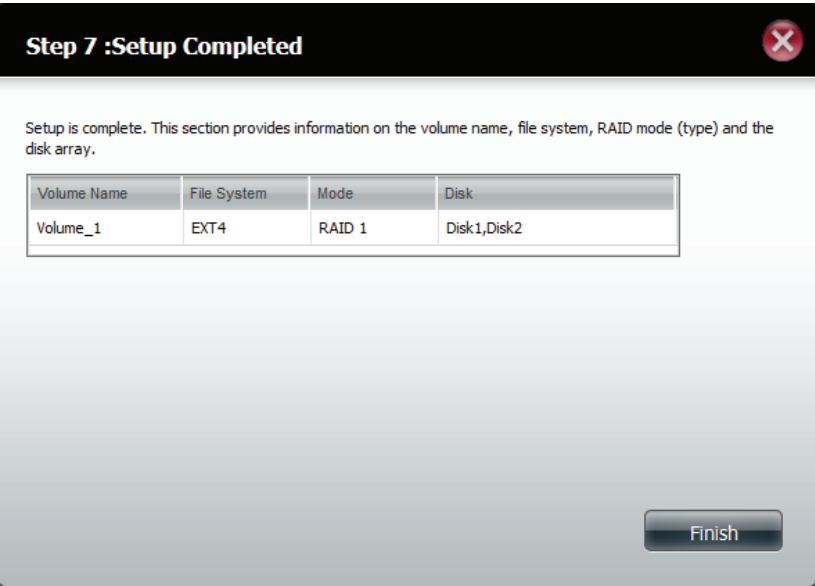 Step 7 :Setup Completed
Setup is complete. This section provides information on the volume name, file system, RAID mode (type) and the
disk array.
Volume Name File System Mode Disk
Volume_1 EXT4 RAID 1 Disk1,Disk2
Finish